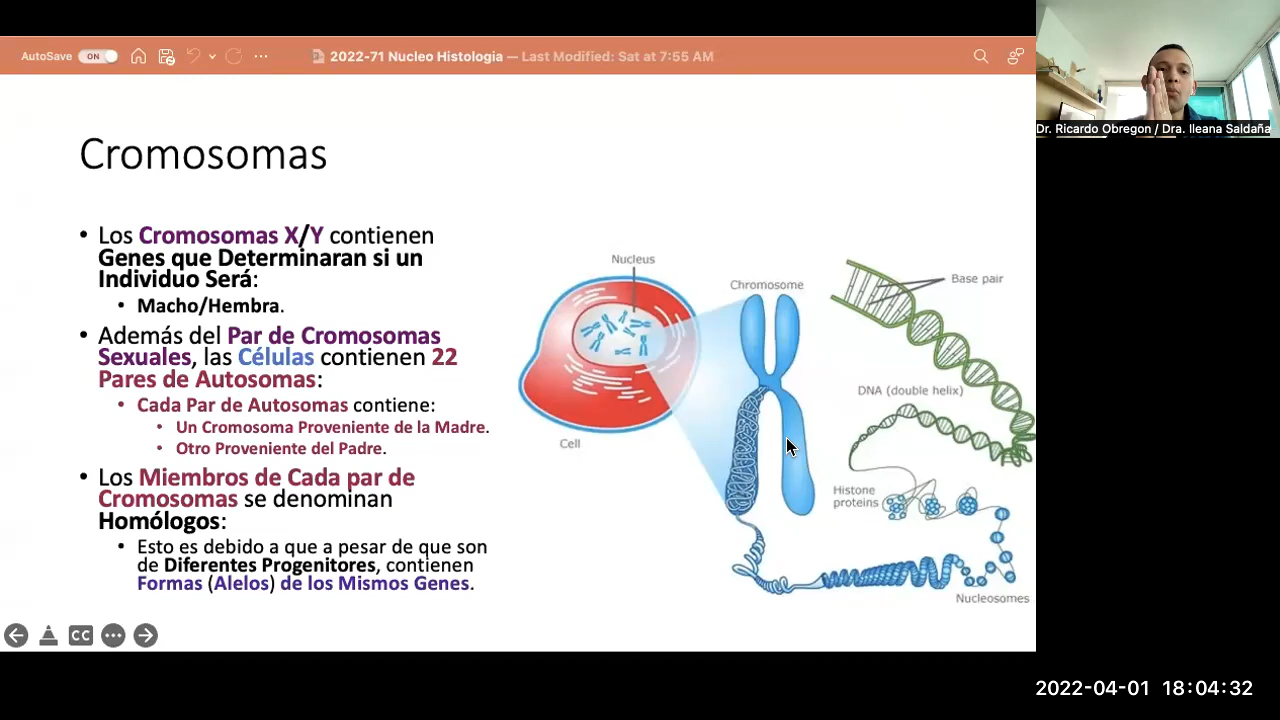 AutoSave ON
2022-71 Nucleo Histologia — Last Modified: Sat at 7:55 AM
Dr. Ricardo Obregon / Dra. Ileana Saldaña
Cromosomas
• Los Cromosomas X/Y contienen
Genes que Determinaran si un
Individuo Será:
• Macho/Hembra.
• Además del Par de Cromosomas
Sexuales, las Células contienen 22
Pares de Autosomas:
• Cada Par de Autosomas contiene:
• Un Cromosoma Proveniente de la Madre.
• Otro Proveniente del Padre.
• Los Miembros de Cada par de
Cromosomas se denominan
Homólogos:
• Esto es debido a que a pesar de que son
de Diferentes Progenitores, contienen
Formas (Alelos) de los Mismos Genes.
Nucleus
Chromosome
Base pair
DNA (double helix)
Cell
Histone
proteins
Nucleosomes
CC
2022-04-01 18:04:32